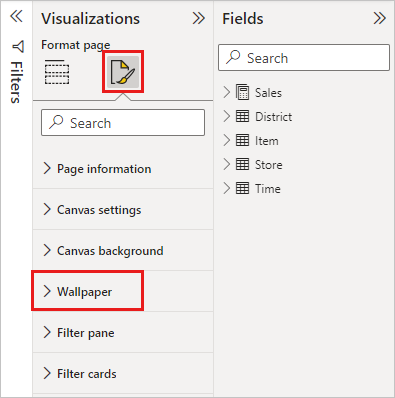 Filters
Visualizations
Format page
Search
Page information
Canvas settings
Canvas background
Wallpaper
Filter pane
Filter cards
Fields
Search
Sales
District
Item
Store
Time